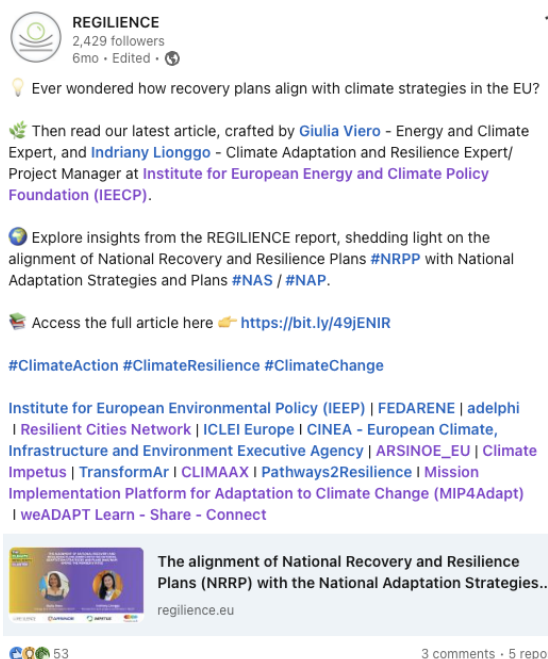 REGILIENCE
2,429 followers
6mo • Edited •
Ever wondered how recovery plans align with climate strategies in the EU?
Then read our latest article, crafted by Giulia Viero - Energy and Climate
Expert, and Indriany Lionggo - Climate Adaptation and Resilience Expert/
Project Manager at Institute for European Energy and Climate Policy
Foundation (IEECP).
Explore insights from the REGILIENCE report, shedding light on the
alignment of National Recovery and Resilience Plans #NRPP with National
Adaptation Strategies and Plans #NAS / #NAP.
Access the full article here 👉 https://bit.ly/49jENIR
#ClimateAction #ClimateResilience #ClimateChange
Institute for European Environmental Policy (IEEP) | FEDARENE | adelphi
I Resilient Cities Network | ICLEI Europe I CINEA - European Climate,
Infrastructure and Environment Executive Agency | ARSINOE_EU | Climate
Impetus | TransformAr I CLIMAAX I Pathways2Resilience I Mission
Implementation Platform for Adaptation to Climate Change (MIP4Adapt)
I weADAPT Learn - Share - Connect
The alignment of National Recovery and Resilience
Plans (NRRP) with the National Adaptation Strategies...
regilience.eu
53
3 comments • 5 repo